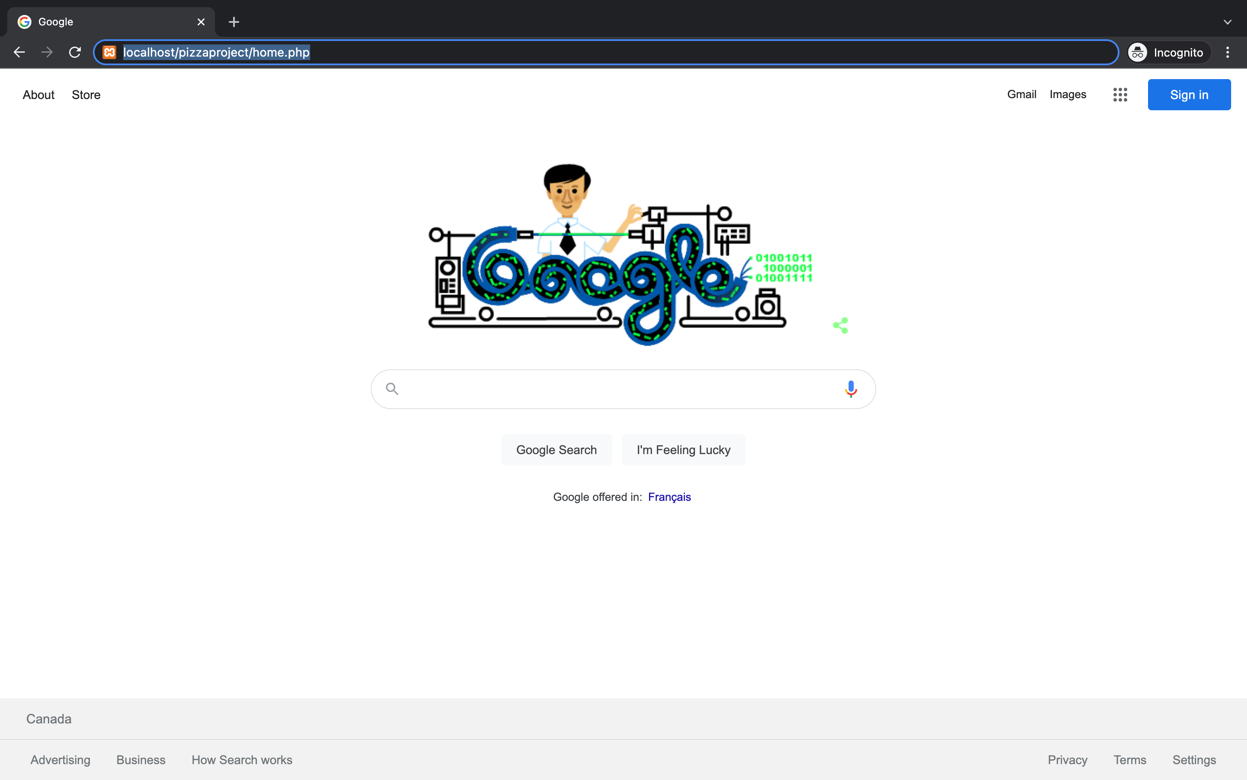 Google
localhost/pizzaproject/home.php
Incognito
About Store
Gmail Images
Sign in
Google
01001011
1000001
01001111
Google Search
I'm Feeling Lucky
Google offered in: Français
Canada
Advertising Business How Search works
Privacy Terms Settings